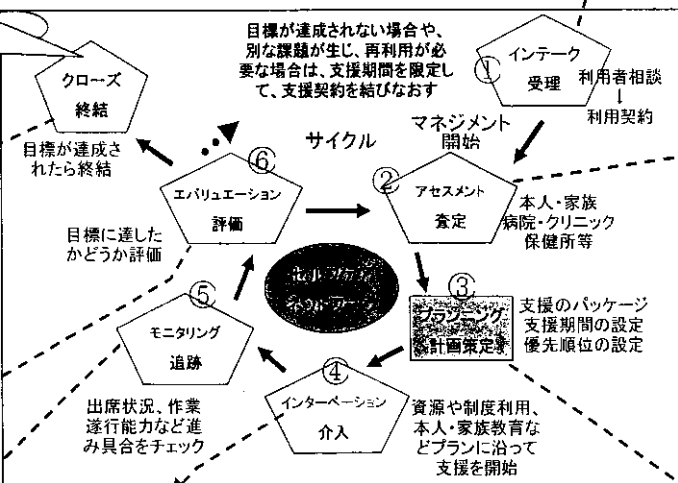 目標が達成されない場合や、
別な課題が生じ、再利用が必
要な場合は、支援期間を限定し
て、支援契約を結びなおす
①
インテーク
受理
利用者相談
↓
利用契約
クローズ
終結
目標が達成さ
れたら終結
サイクル
マネジメント
開始
⑥
エバリュエーション
評価
目標に達した
かどうか評価
②
アセスメント
査定
本人・家族
病院・クリニック
保健所等
③
プランニング
計画策定
支援のパッケージ
支援期間の設定
優先順位の設定
⑤
モニタリング
追跡
出席状況、作業
遂行能力など進
み具合をチェック
④
インターベーション
介入
資源や制度利用、
本人・家族教育な
どプランに沿って
支援を開始